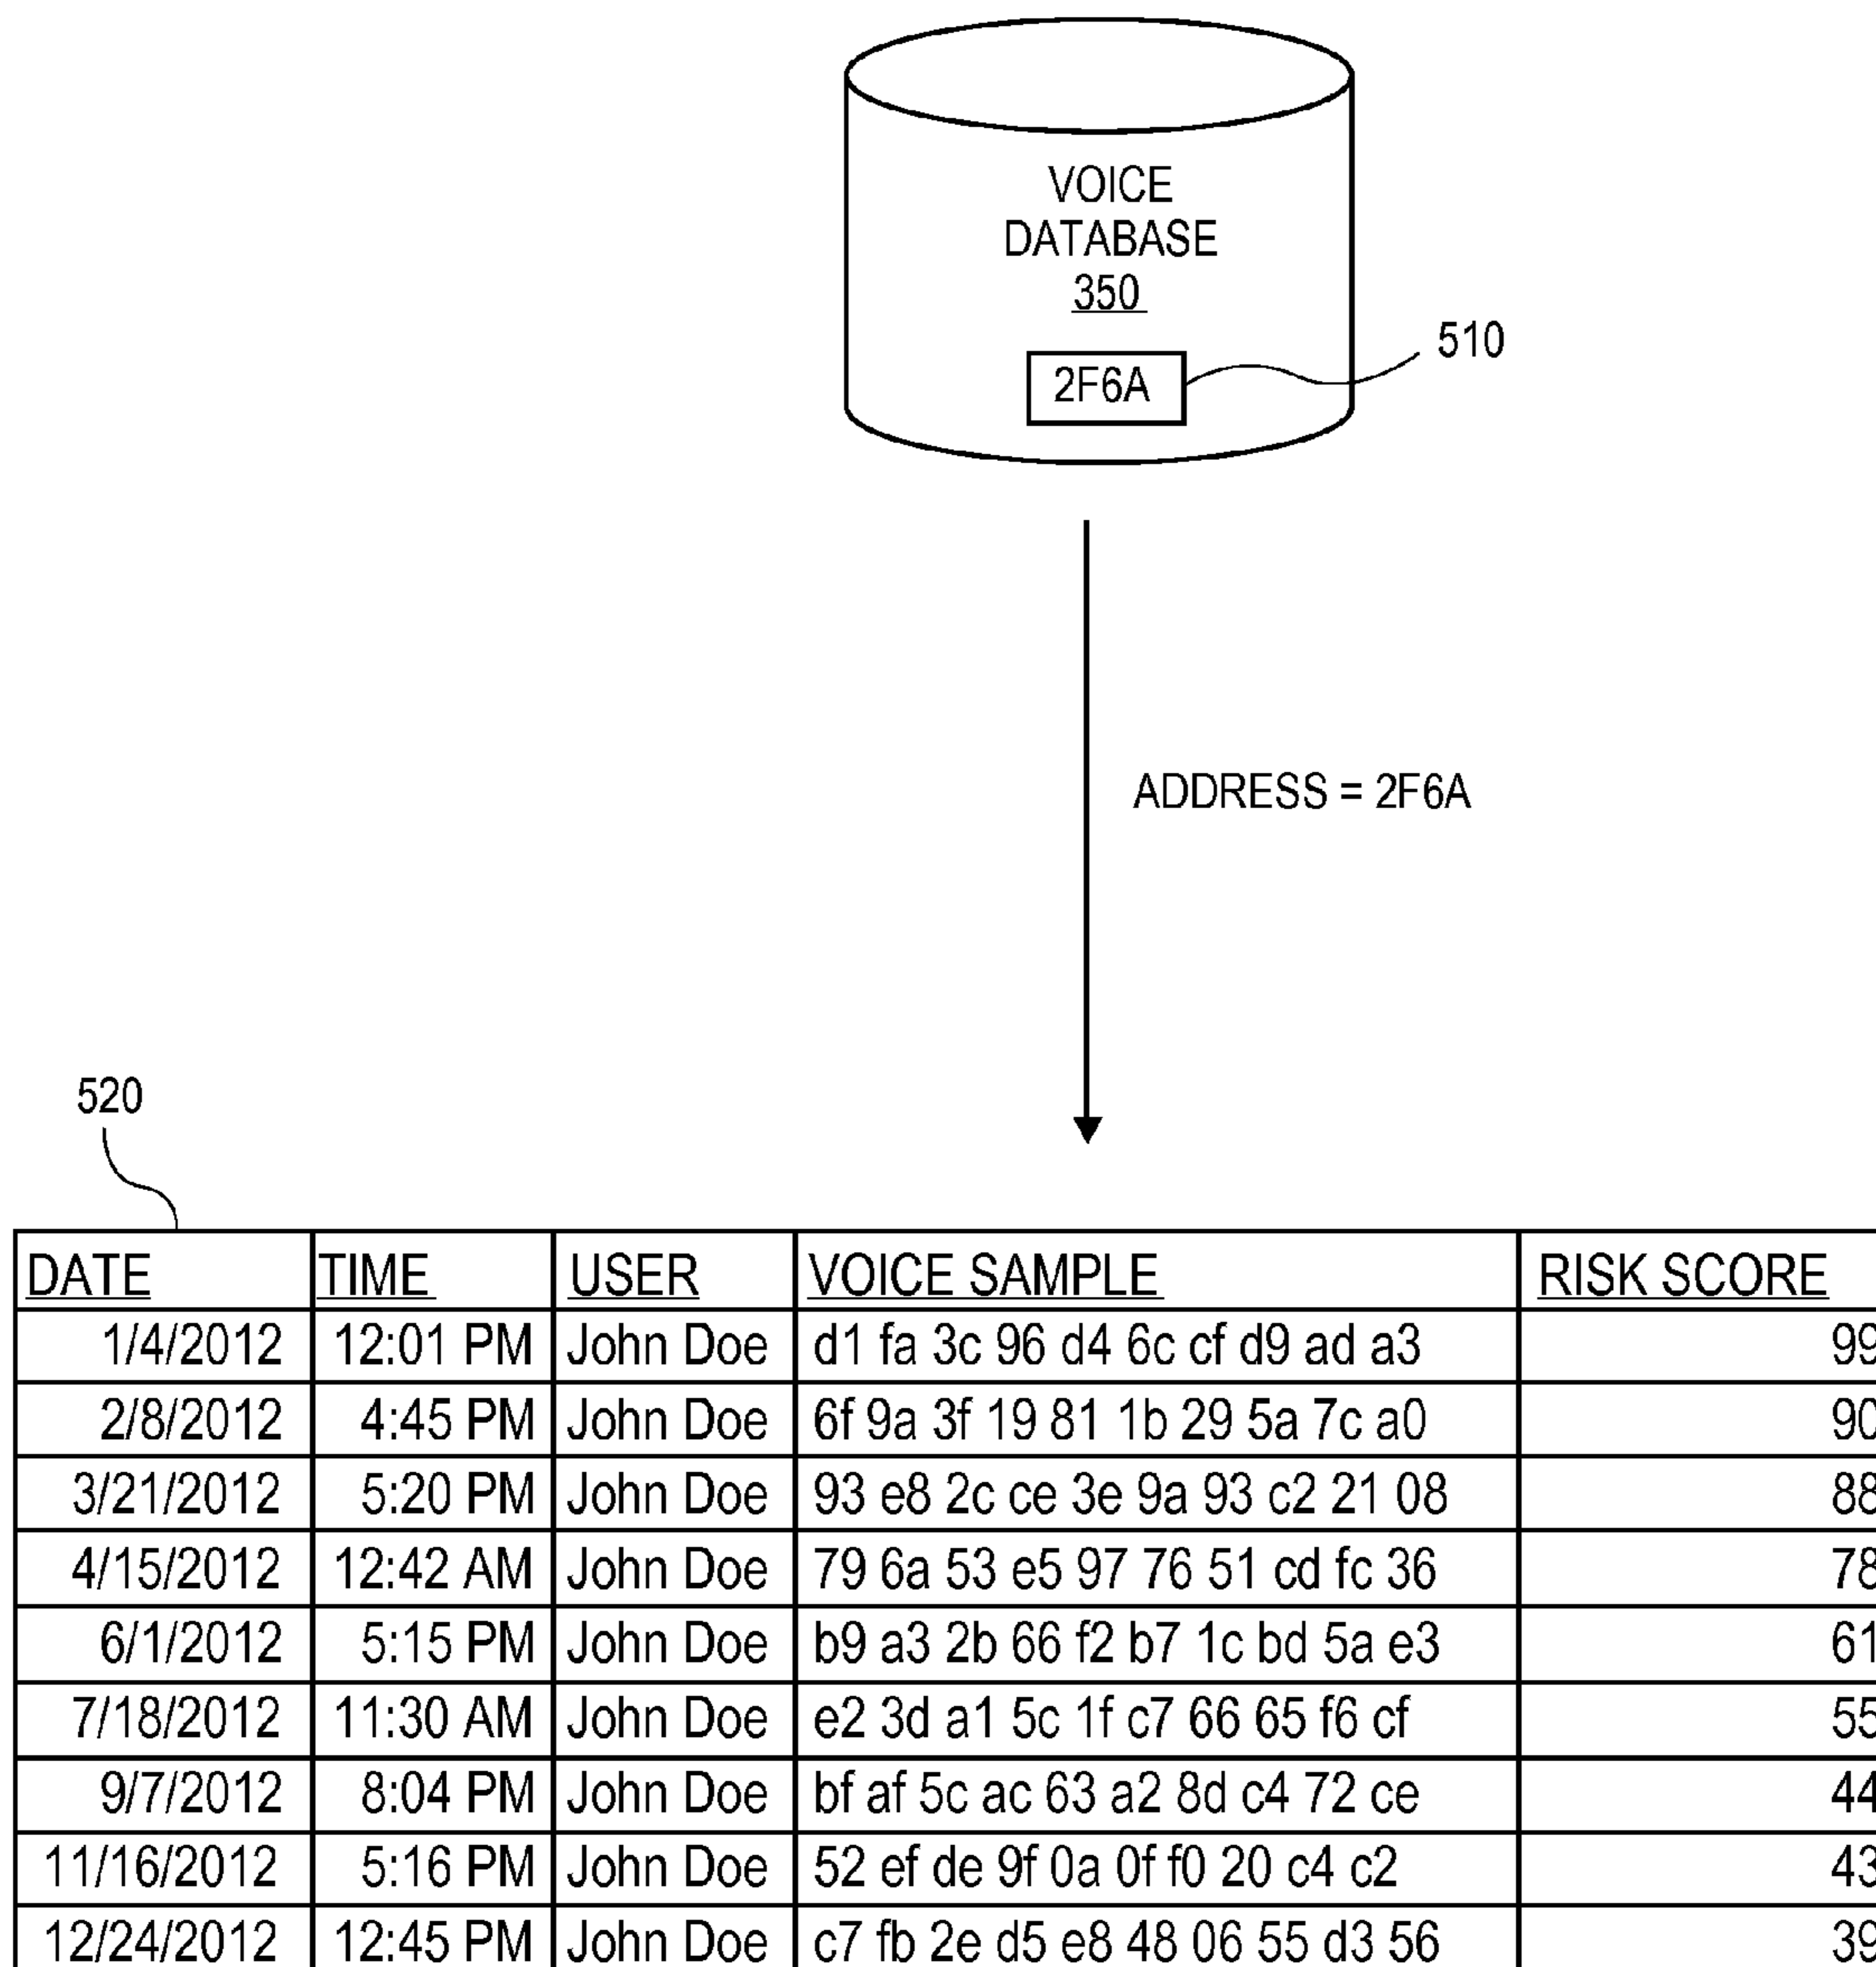 VOICE
DATABASE
350
2F6A
510
ADDRESS = 2F6A
520
DATE TIME USER VOICE SAMPLE RISK SCORE
1/4/2012 12:01 PM John Doe d1 fa 3c 96 d4 6c cf d9 ad a3 99
2/8/2012 4:45 PM John Doe 6f 9a 3f 19 81 1b 29 5a 7c a0 90
3/21/2012 5:20 PM John Doe 93 e8 2c ce 3e 9a 93 c2 21 08 88
4/15/2012 12:42 AM John Doe 79 6a 53 e5 97 76 51 cd fc 36 78
6/1/2012 5:15 PM John Doe b9 a3 2b 66 f2 b7 1c bd 5a e3 61
7/18/2012 11:30 AM John Doe e2 3d a1 5c 1f c7 66 65 f6 cf 55
9/7/2012 8:04 PM John Doe bf af 5c ac 63 a2 8d c4 72 ce 44
11/16/2012 5:16 PM John Doe 52 ef de 9f 0a 0f f0 20 c4 c2 43
12/24/2012 12:45 PM John Doe c7 fb 2e d5 e8 48 06 55 d3 56 39